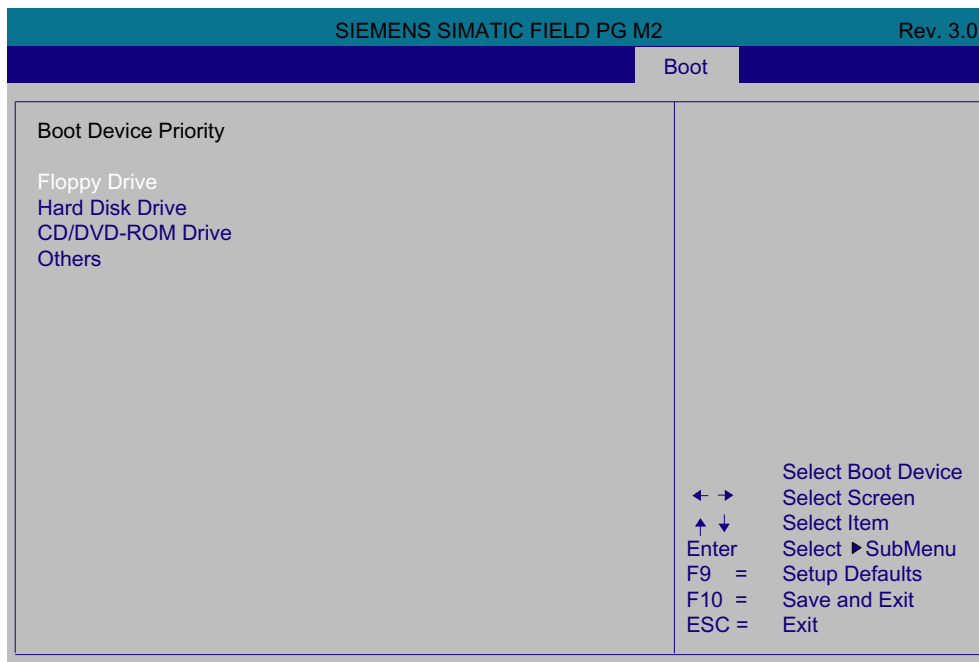 SIEMENS SIMATIC FIELD PG M2 Rev. 3.0
Boot
Boot Device Priority
Floppy Drive
Hard Disk Drive
CD/DVD-ROM Drive
Others
Select Boot Device
← → Select Screen
↑ ↓ Select Item
Enter Select ▶SubMenu
F9 = Setup Defaults
F10 = Save and Exit
ESC = Exit